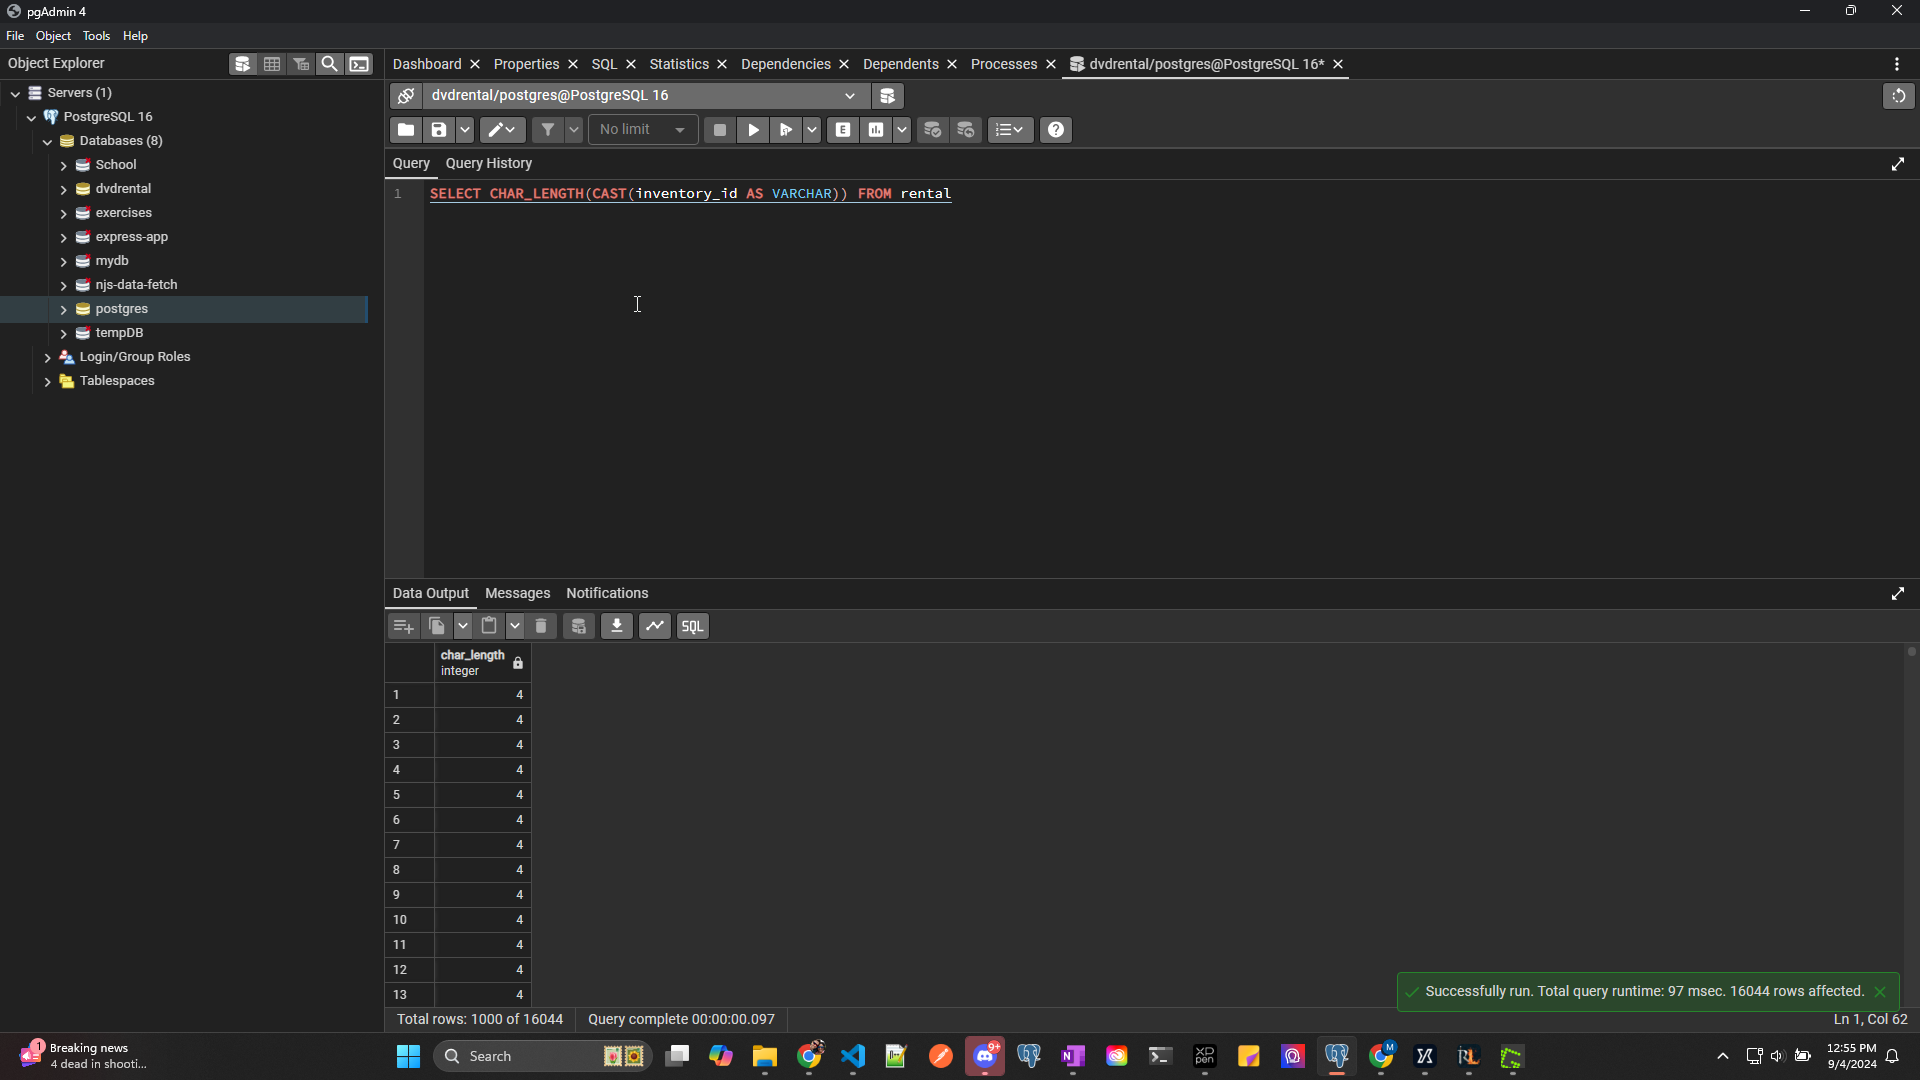 pgAdmin 4
File Object Tools Help
Object Explorer
Dashboard Properties SQL Statistics Dependencies Dependents Processes dvdrental/postgres@PostgreSQL 16*
Servers (1)
PostgreSQL 16
Databases (8)
School
dvdrental
exercises
express-app
mydb
njs-data-fetch
postgres
tempDB
Login/Group Roles
Tablespaces
dvdrental/postgres@PostgreSQL 16
No limit
E
Query Query History
1 SELECT CHAR_LENGTH(CAST(inventory_id AS VARCHAR)) FROM rental
Data Output Messages Notifications
SQL
char_length
integer
1 4
2 4
3 4
4 4
5 4
6 4
7 4
8 4
9 4
10 4
11 4
12 4
13 4
Successfully run. Total query runtime: 97 msec. 16044 rows affected.
Total rows: 1000 of 16044 Query complete 00:00:00.097 Ln 1, Col 62
1
Breaking news
4 dead in shooti...
Search
9+
N
xp
pen
M
RL
12:55 PM
9/4/2024